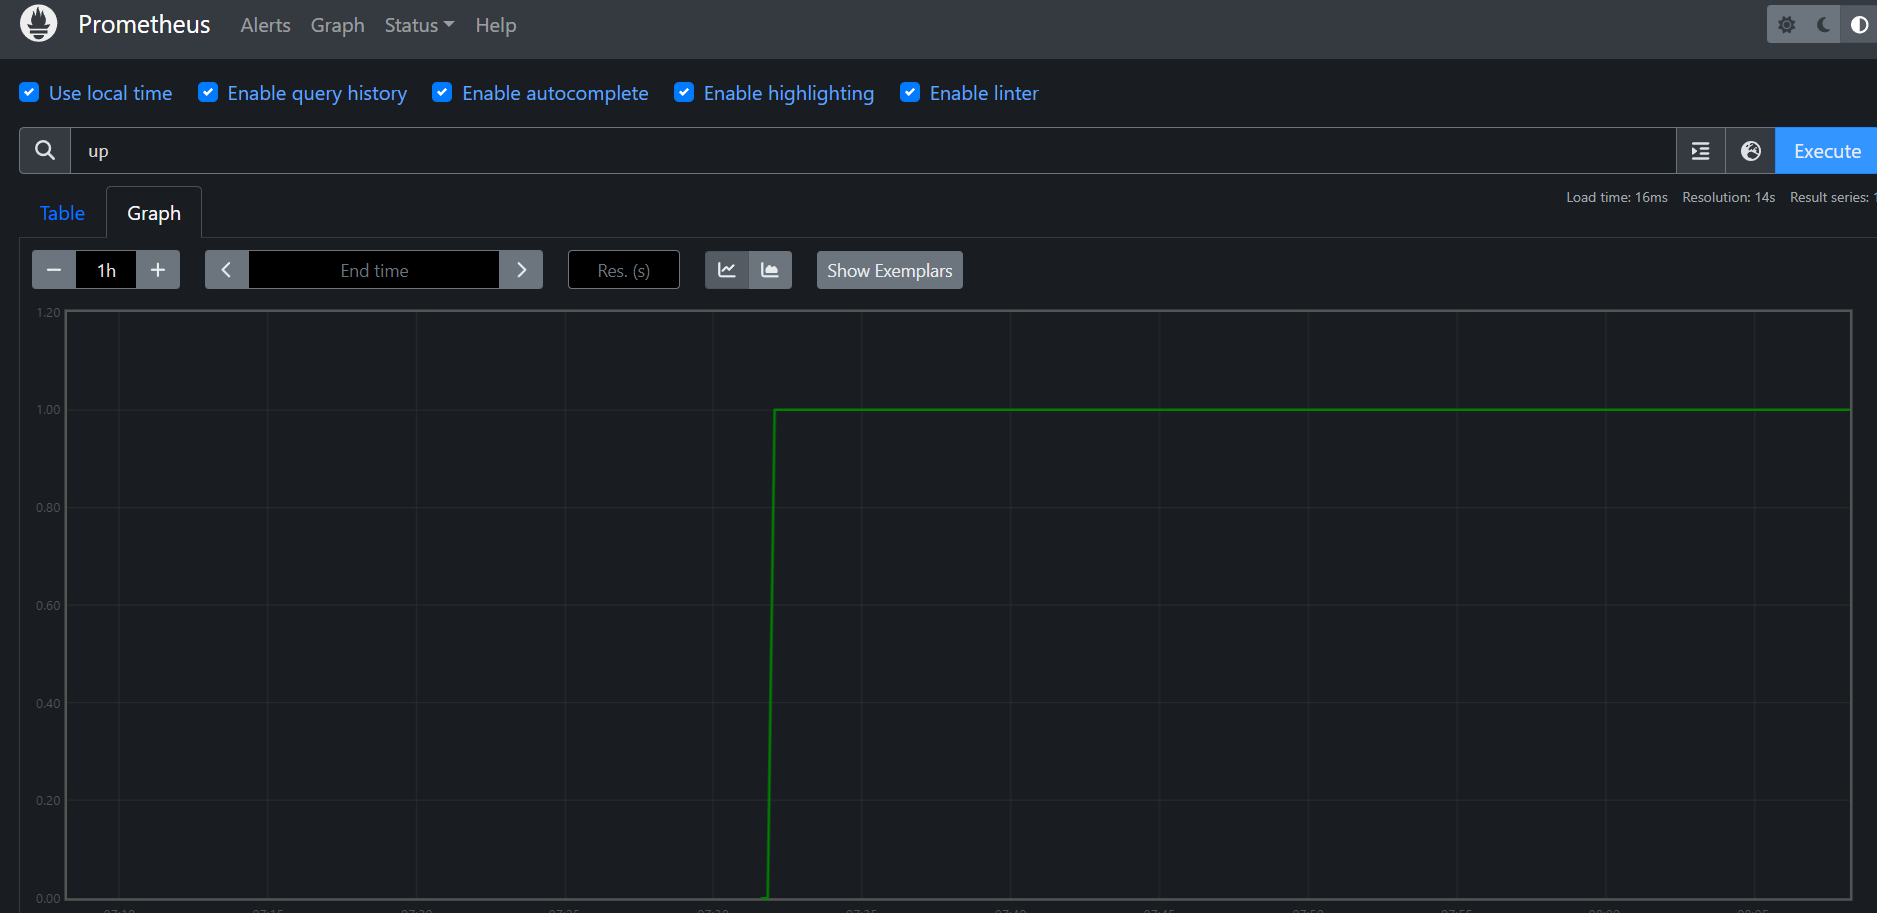 Prometheus Alerts Graph Status Help
Use local time Enable query history Enable autocomplete Enable highlighting Enable linter
up Execute
Load time: 16ms Resolution: 14s Result series:
Table Graph
1h End time Res. (s) Show Exemplars
1.20
1.00
0.80
0.60
0.40
0.20
0.00